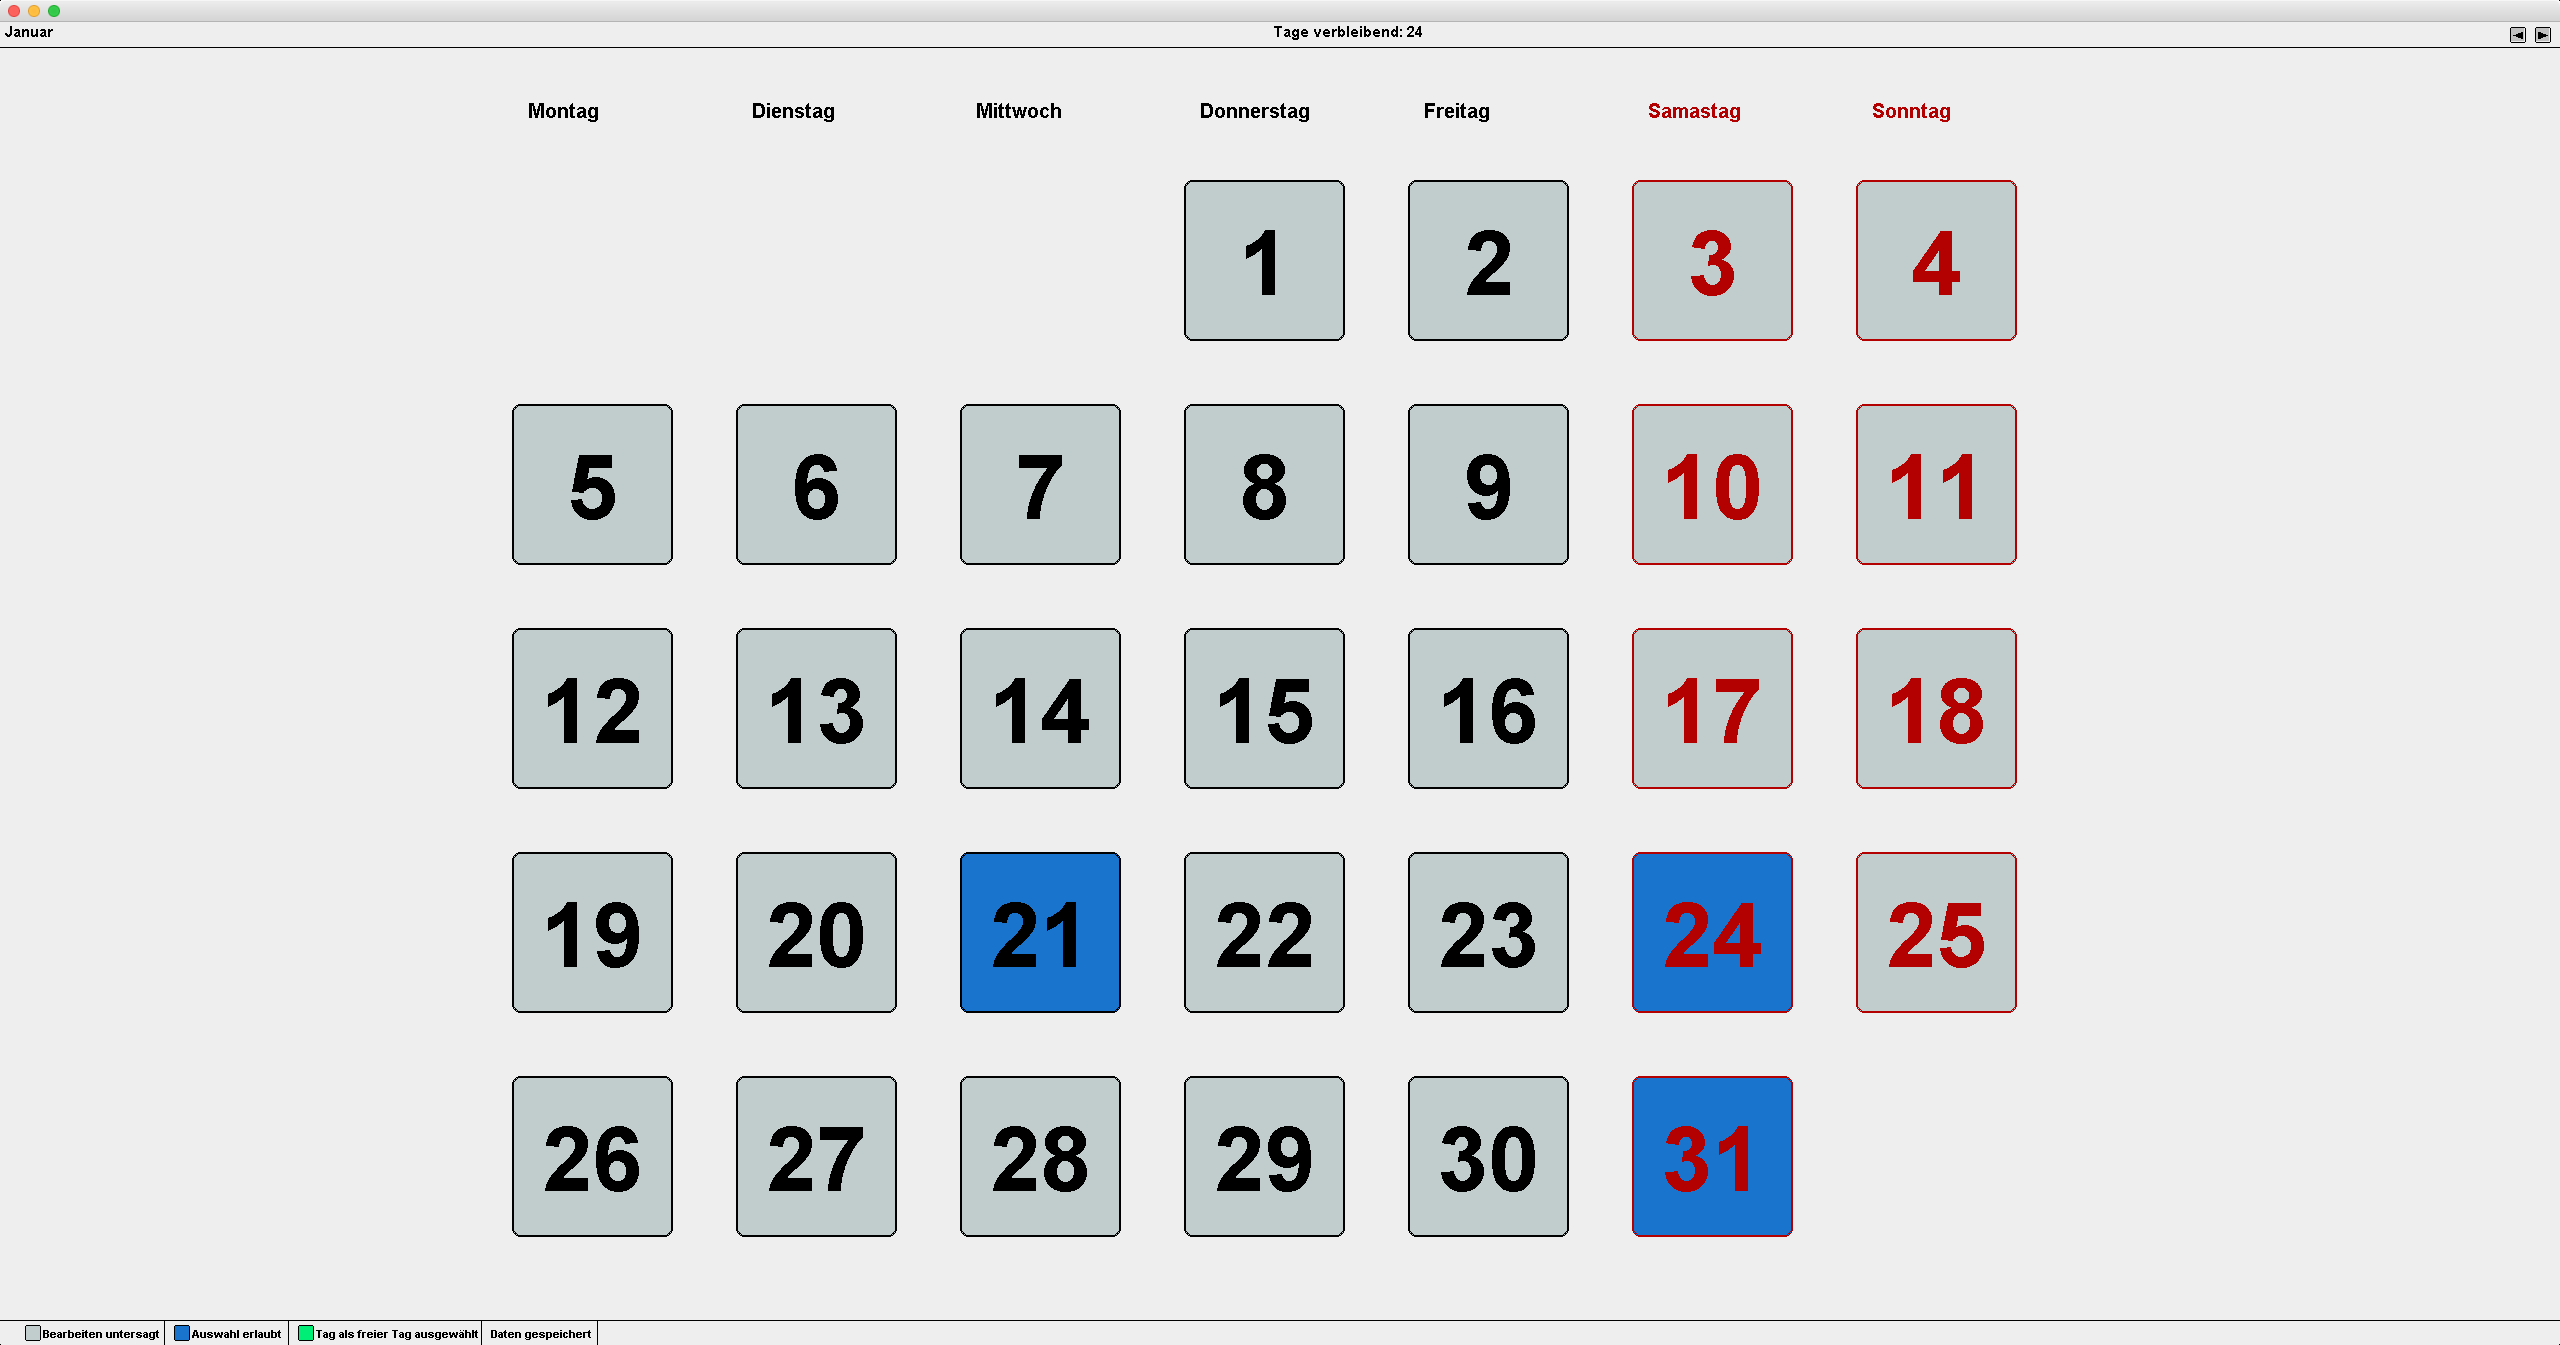 Januar Tage verbleibend: 24
Montag Dienstag Mittwoch Donnerstag Freitag Samastag Sonntag
1 2 3 4
5 6 7 8 9 10 11
12 13 14 15 16 17 18
19 20 21 22 23 24 25
26 27 28 29 30 31
Bearbeiten untersagt Auswahl erlaubt Tag als freier Tag ausgewählt Daten gespeichert